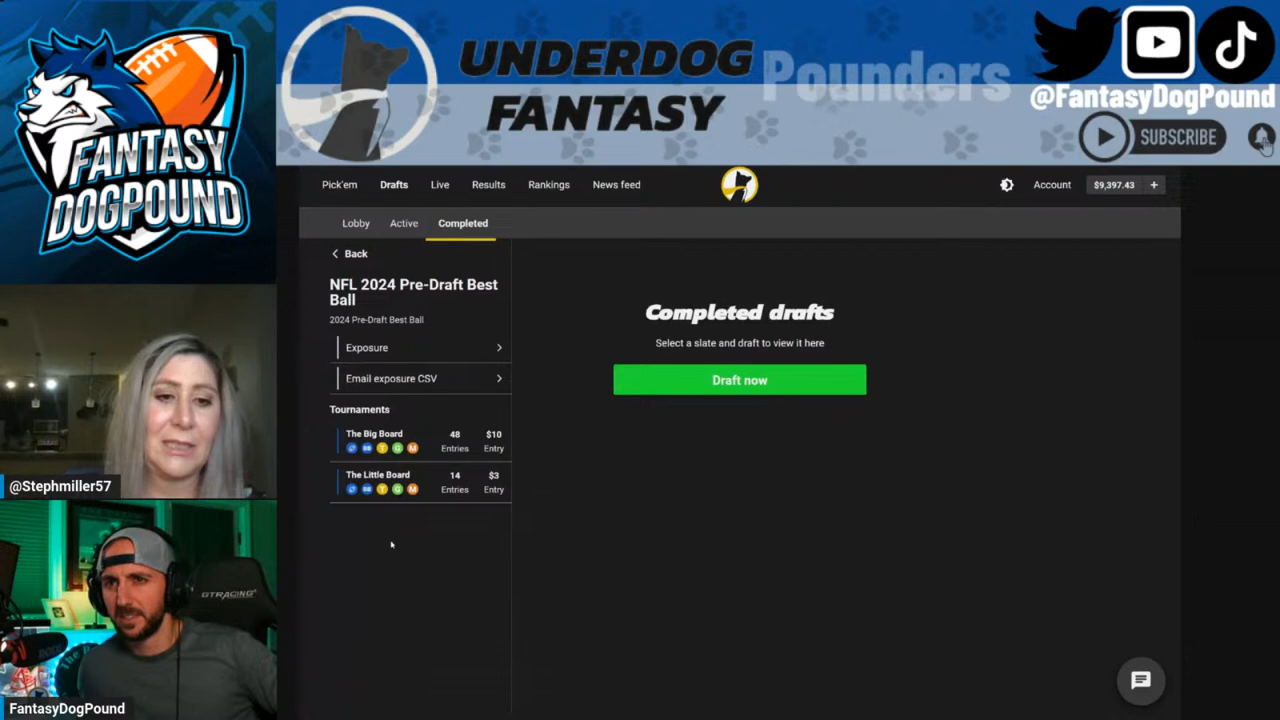 FANTASY
DOGPOUND
UNDERDOG
FANTASY
Pounders
@FantasyDogPound
SUBSCRIBE
Pick'em
Drafts
Live
Results
Rankings
News feed
Account
$9,397.43
+
Lobby
Active
Completed
Back
NFL 2024 Pre-Draft Best
Ball
2024 Pre-Draft Best Ball
Exposure
Email exposure CSV
Tournaments
The Big Board
48
$10
T
G
M
Entries
Entry
The Little Board
14
$3
T
G
M
Entries
Entry
Completed drafts
Select a slate and draft to view it here
Draft now
@Stephmiller57
GTRACING
FantasyDogPound